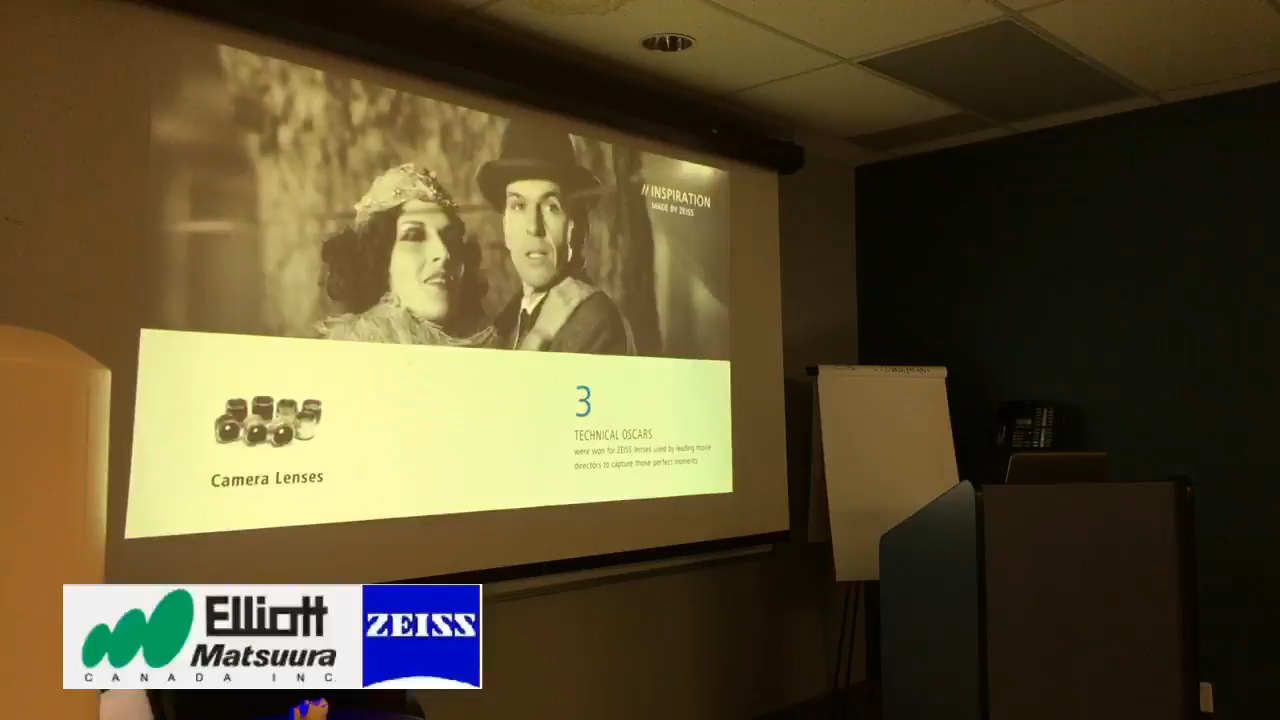 // INSPIRATION
MADE BY ZEISS
3
TECHNICAL OSCARS
were won for ZEISS lenses used by leading movie
directors to capture those perfect moments
Camera Lenses
Elliott
Matsuura
CANADA INC
ZEISS